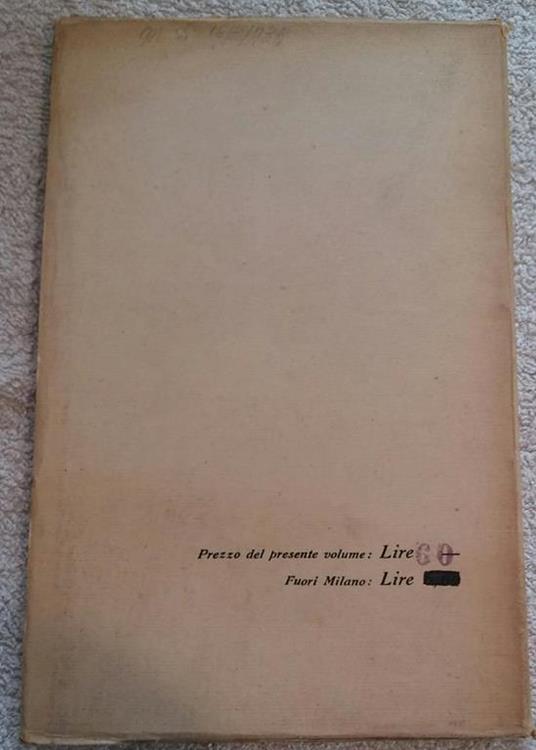 Prezzo del presente volume: Lire 60
Fuori Milano: Lire